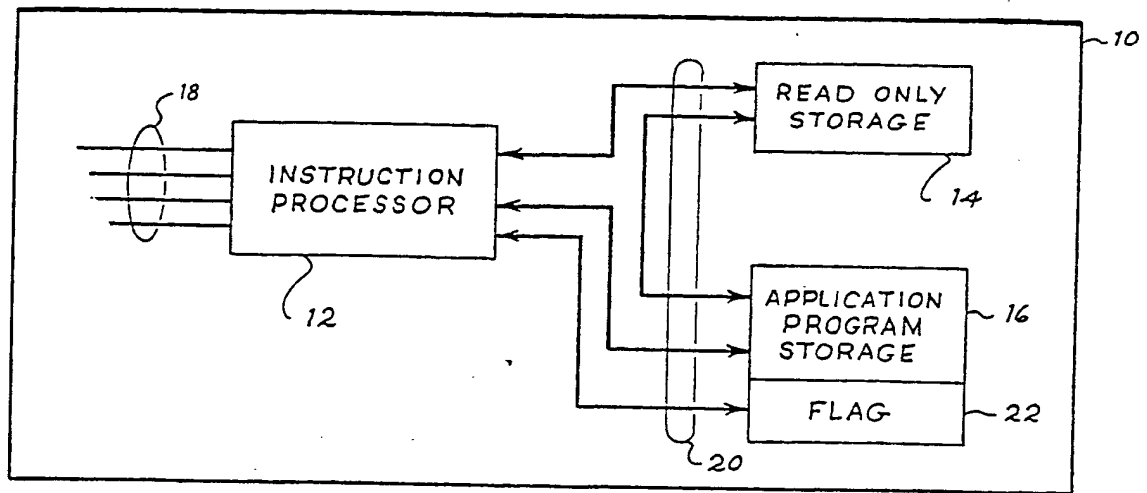 10
18
READ ONLY
STORAGE
14
INSTRUCTION
PROCESSOR
12
APPLICATION
PROGRAM
STORAGE
16
FLAG
22
20